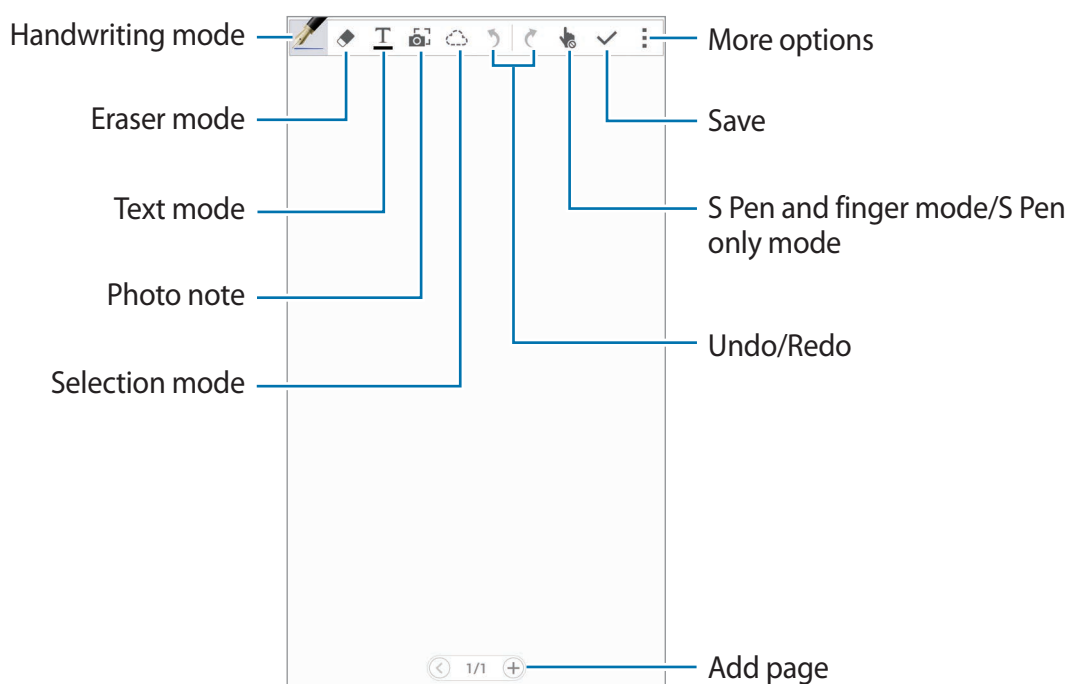 Handwriting mode
T
More options
Eraser mode
Save
Text mode
S Pen and finger mode/S Pen
only mode
Photo note
Undo/Redo
Selection mode
1/1
Add page